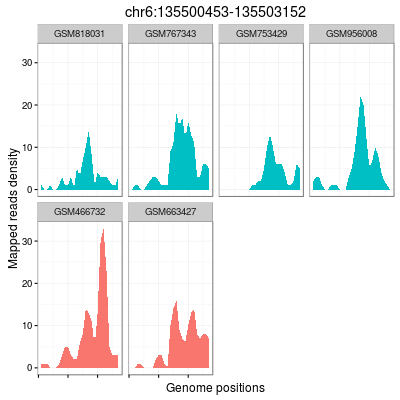 chr6:135500453-135503152
GSM818031 GSM767343 GSM753429 GSM956008
30
20
10
0
Mapped reads density
GSM466732 GSM663427
30
20
10
0
Genome positions